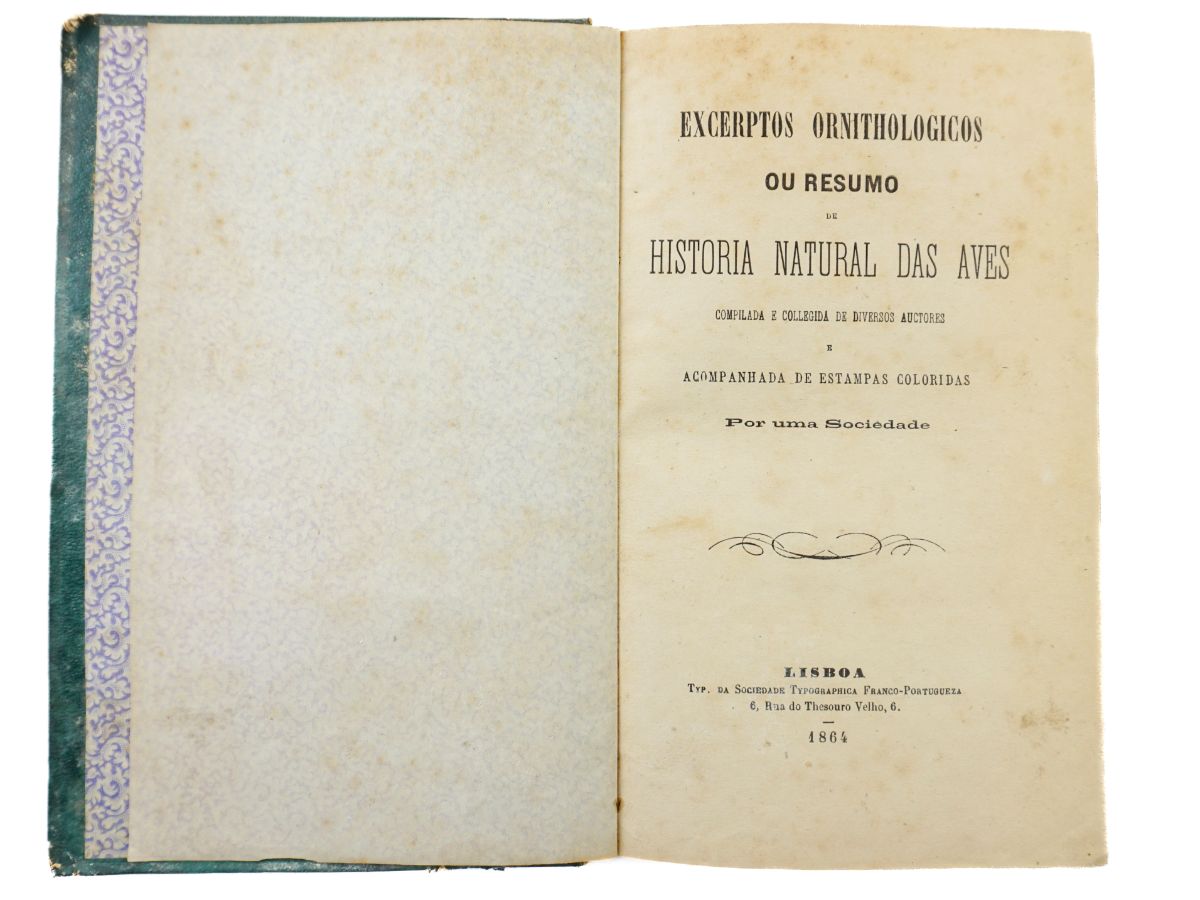 EXCERPTOS ORNITHOLOGICOS
OU RESUMO
DE
HISTORIA NATURAL DAS AVES
COMPILADA E COLLEGIDA DE DIVERSOS AUCTORES
E
ACOMPANHADA DE ESTAMPAS COLORIDAS
Por uma Sociedade
LISBOA
TYP. DA SOCIEDADE TYPOGRAPHICA FRANCO-PORTUGUEZA
6, Rua do Thesouro Velho, 6.
1864